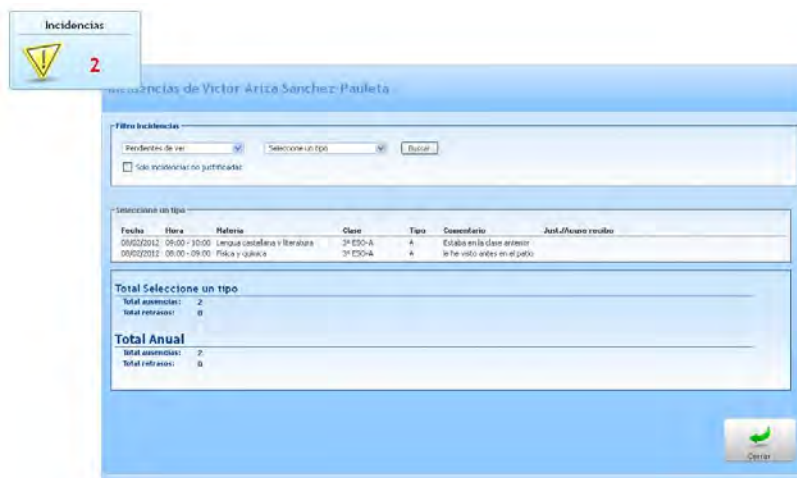 Incidencias
2
Incidencias de Victor Ariza Sanchez-Pauleta
Filtro Incidencias
Pendientes de ver Seleccione un tipo Buscar
Solo incidencias no justificadas
Seleccione un tipo
Fecha Hora Materia Clase Tipo Comentario Just./Acuso recibo
08/02/2012 09:00 - 10:00 Lengua castellana y literatura 3º ESO-A A Estaba en la clase anterior
08/02/2012 08:00 - 09:00 Física y química 3º ESO-A A le he visto antes en el patio
Total Seleccione un tipo
Total ausencias: 2
Total retrasos: 0
Total Anual
Total ausencias: 2
Total retrasos: 0
Cerrar